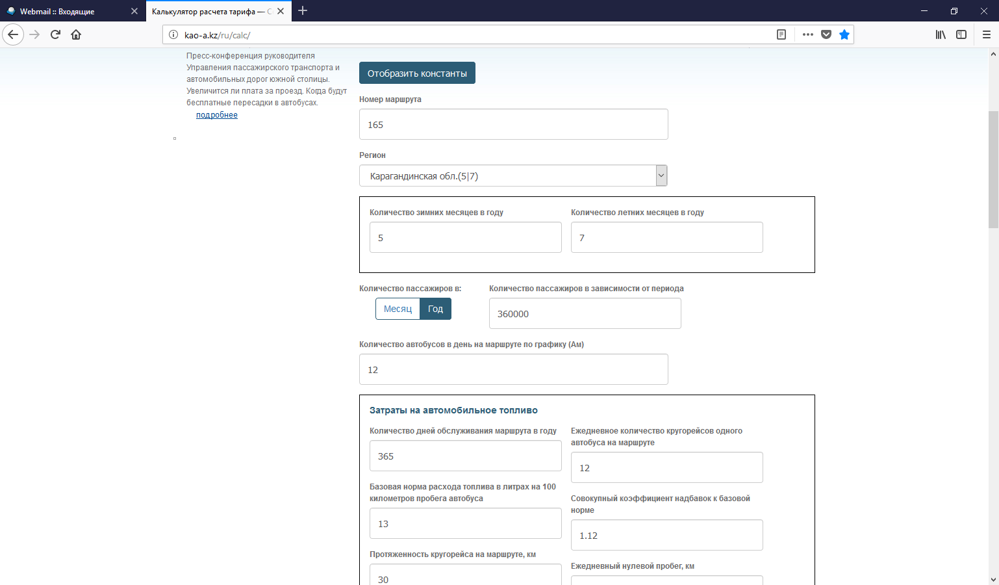 Webmail :: Входящие
Калькулятор расчета тарифа — С
kao-a.kz/ru/calc/
Пресс-конференция руководителя
Управления пассажирского транспорта и
автомобильных дорог южной столицы.
Увеличится ли плата за проезд. Когда будут
бесплатные пересадки в автобусах.
подробнее
Отобразить константы
Номер маршрута
165
Регион
Карагандинская обл.(5|7)
Количество зимних месяцев в году
5
Количество летних месяцев в году
7
Количество пассажиров в:
Месяц
Год
Количество пассажиров в зависимости от периода
360000
Количество автобусов в день на маршруте по графику (Ам)
12
Затраты на автомобильное топливо
Количество дней обслуживания маршрута в году
365
Ежедневное количество кругорейсов одного
автобуса на маршруте
12
Базовая норма расхода топлива в литрах на 100
километров пробега автобуса
13
Совокупный коэффициент надбавок к базовой
норме
1.12
Протяженность кругорейса на маршруте, км
30
Ежедневный нулевой пробег, км